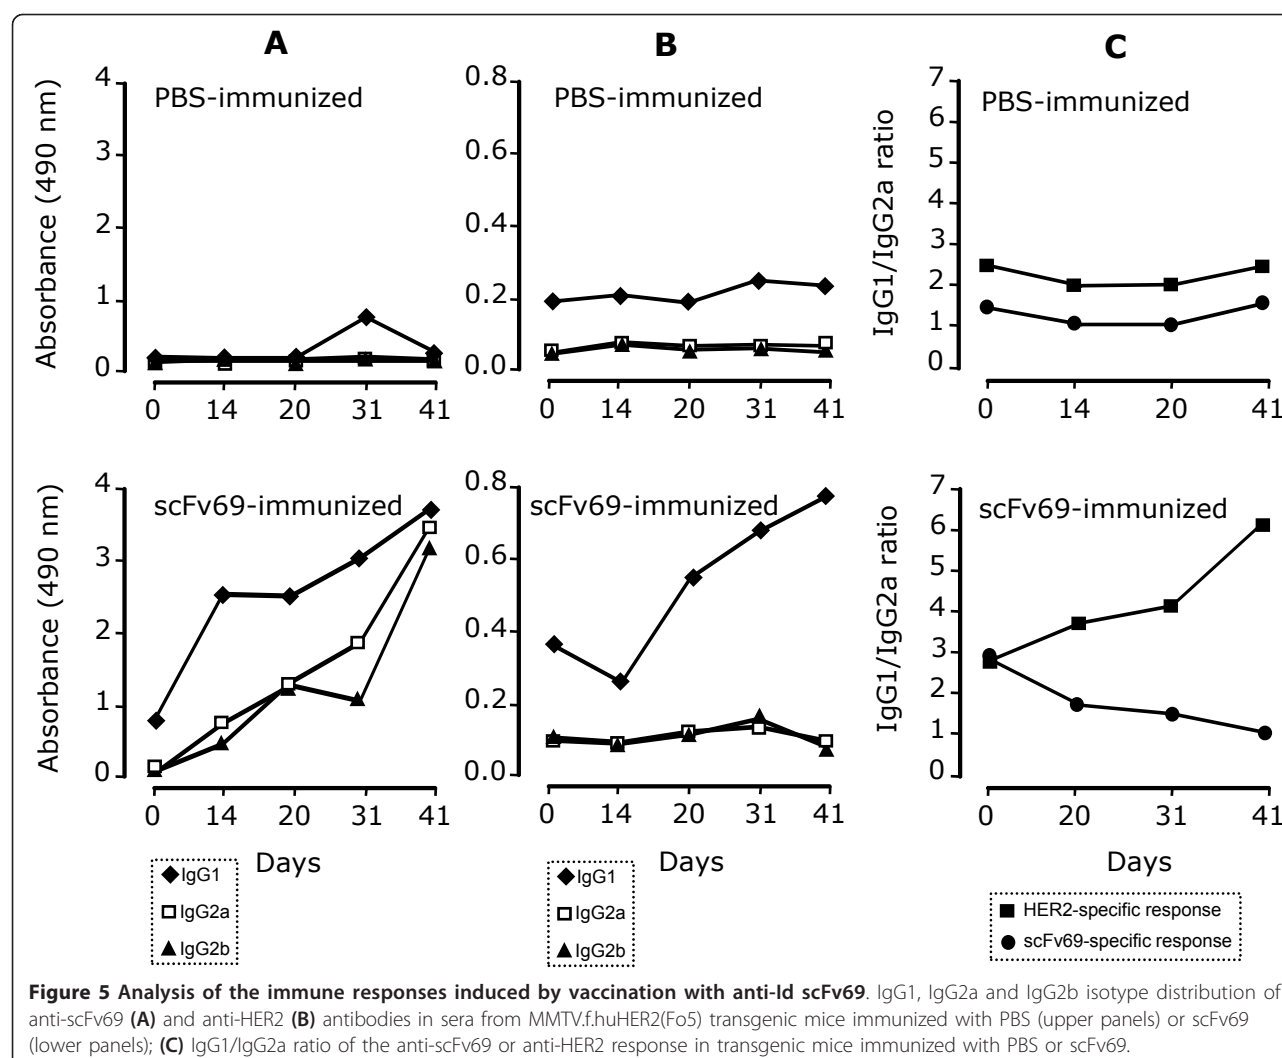 A
B
C
Absorbance (490 nm)
4
3
2
1
0
PBS-immunized
0 14 20 31 41
0.8
0.6
0.4
0.2
0.0
PBS-immunized
0 14 20 31 41
IgG1/IgG2a ratio
7
6
5
4
3
2
1
0
PBS-immunized
0 14 20 41
Absorbance (490 nm)
4
3
2
1
0
scFv69-immunized
0 14 20 31 41
Days
0.8
0.6
0.4
0.2
0.0
scFv69-immunized
0 14 20 31 41
Days
IgG1/IgG2a ratio
7
6
5
4
3
2
1
0
scFv69-immunized
0 20 31 41
Days
IgG1
IgG2a
IgG2b
IgG1
IgG2a
IgG2b
HER2-specific response
scFv69-specific response
Figure 5 Analysis of the immune responses induced by vaccination with anti-Id scFv69. IgG1, IgG2a and IgG2b isotype distribution of
anti-scFv69 (A) and anti-HER2 (B) antibodies in sera from MMTV.f.huHER2(Fo5) transgenic mice immunized with PBS (upper panels) or scFv69
(lower panels); (C) IgG1/IgG2a ratio of the anti-scFv69 or anti-HER2 response in transgenic mice immunized with PBS or scFv69.